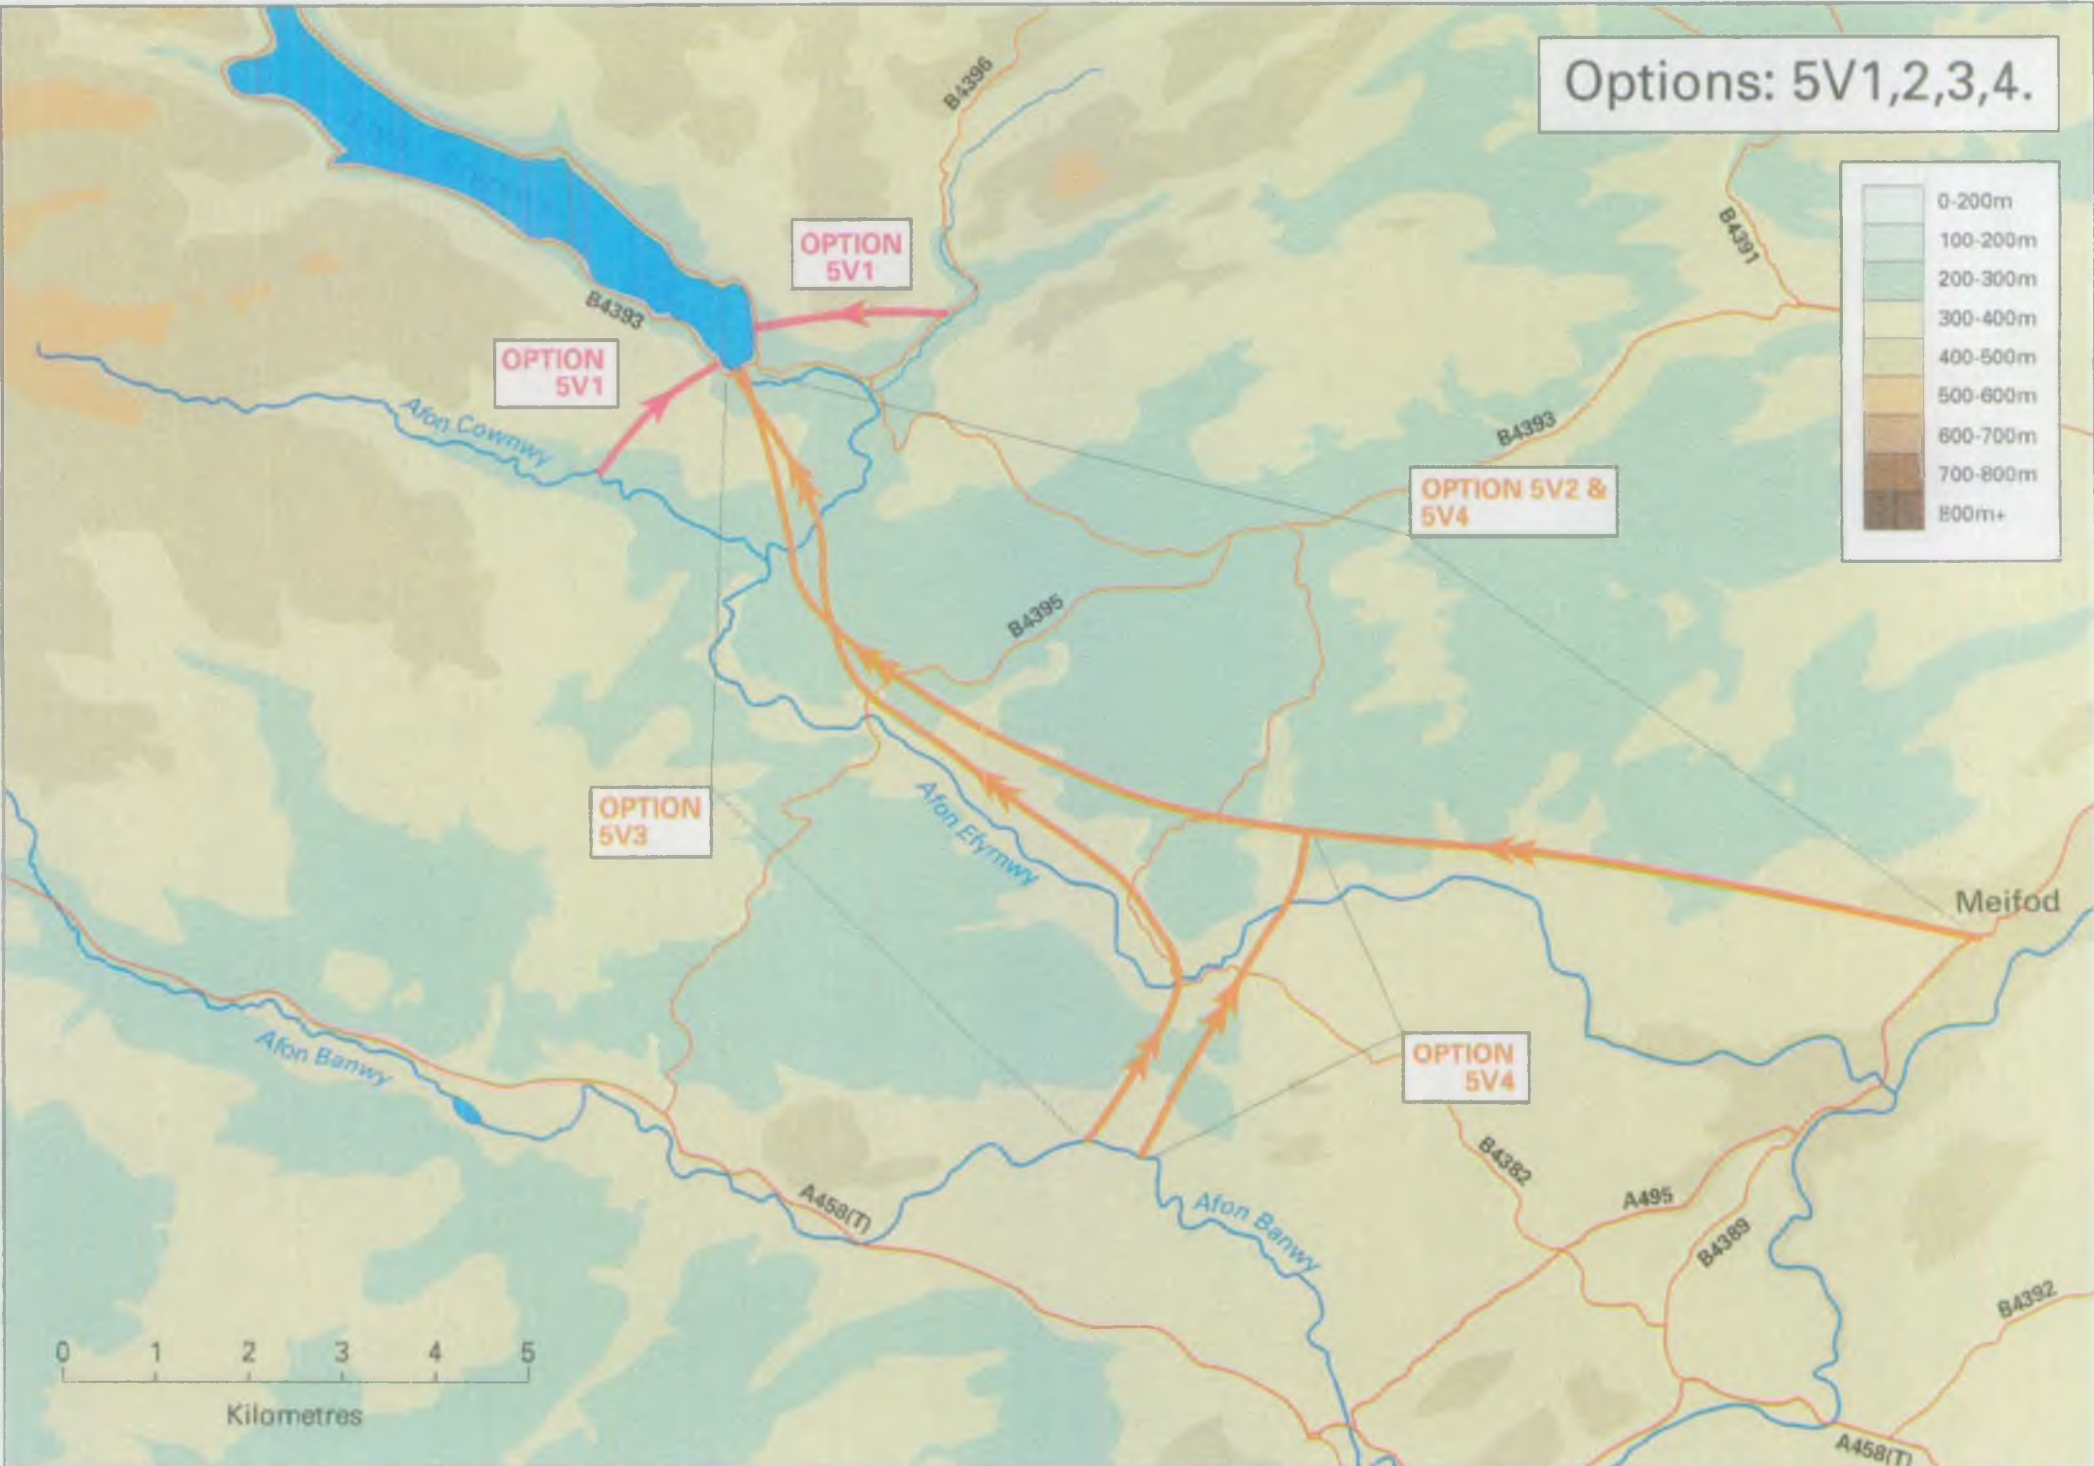 Options: 5V1,2,3,4.
0-200m
100-200m
200-300m
300-400m
400-500m
500-600m
600-700m
700-800m
800m+
B4396
B4391
OPTION
5V1
B4393
OPTION
5V1
Afon Cownwy
B4393
OPTION 5V2 &
5V4
B4395
OPTION
5V3
Afon Efyrnwy
Meifod
Afon Banwy
OPTION
5V4
B4382
A458(T)
Afon Banwy
A495
B4389
B4392
0 1 2 3 4 5
Kilometres
A458(T)